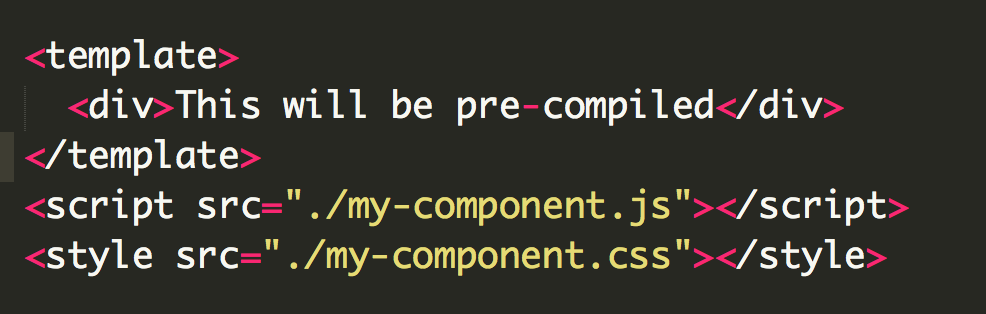 <template>
  <div>This will be pre-compiled</div>
</template>
<script src="./my-component.js"></script>
<style src="./my-component.css"></style>